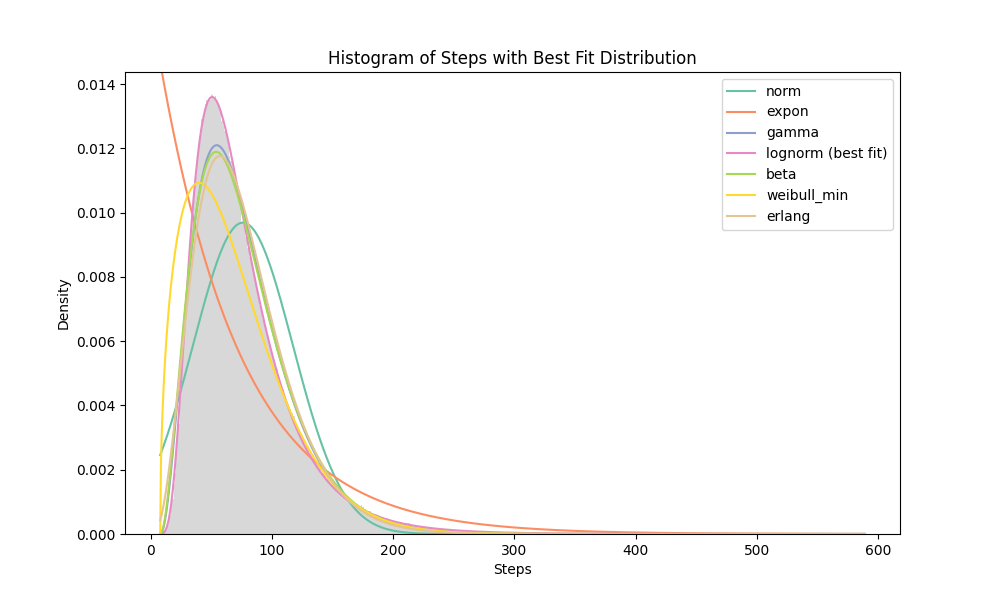 Histogram of Steps with Best Fit Distribution
Density
0.014
0.012
0.010
0.008
0.006
0.004
0.002
0.000
norm
expon
gamma
lognorm (best fit)
beta
weibull_min
erlang
0 100 200 300 400 500 600
Steps